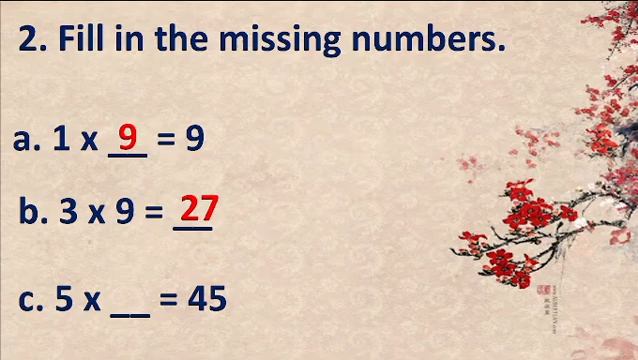 2. Fill in the missing numbers.
a. 1 x 9 = 9
b. 3 x 9 = 27
c. 5 x __ = 45